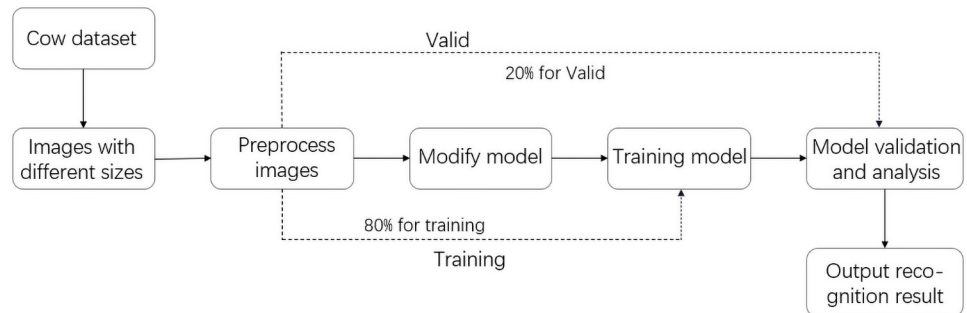 Cow dataset
Valid
20% for Valid
Images with
different sizes
Preprocess
images
Modify model
Training model
Model validation
and analysis
80% for training
Training
Output reco-
gnition result